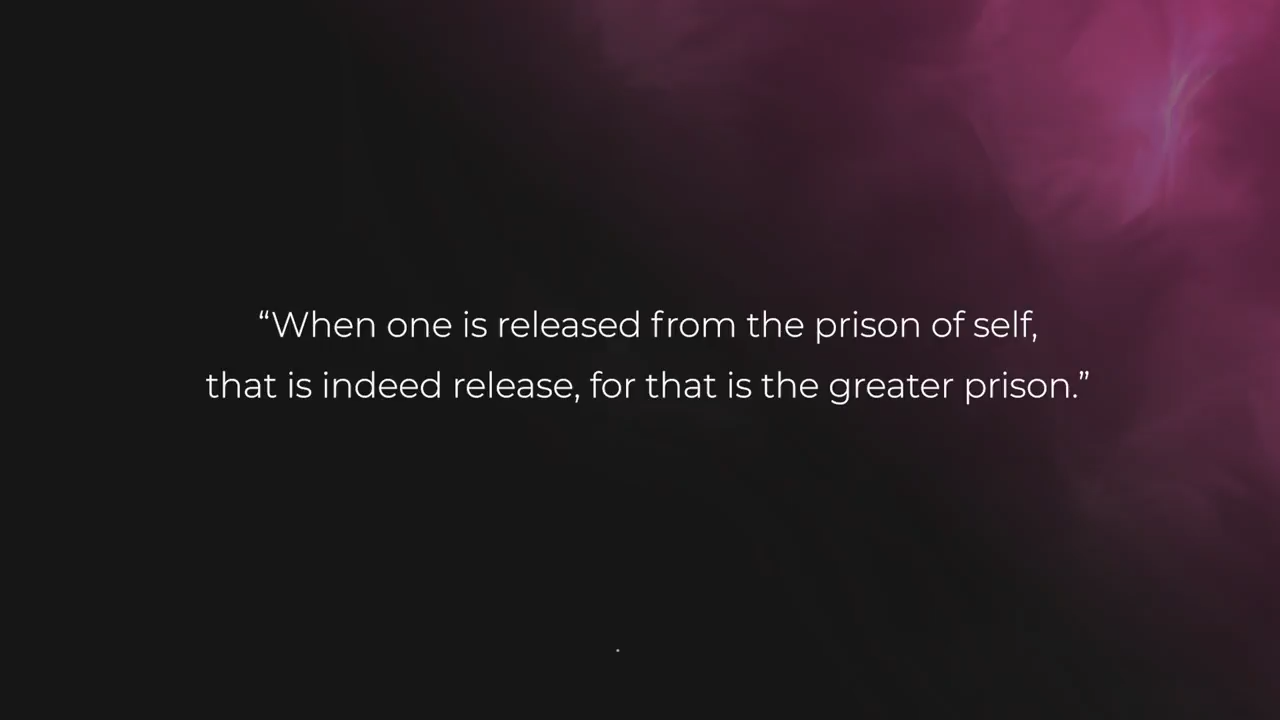 “When one is released from the prison of self,
that is indeed release, for that is the greater prison.”